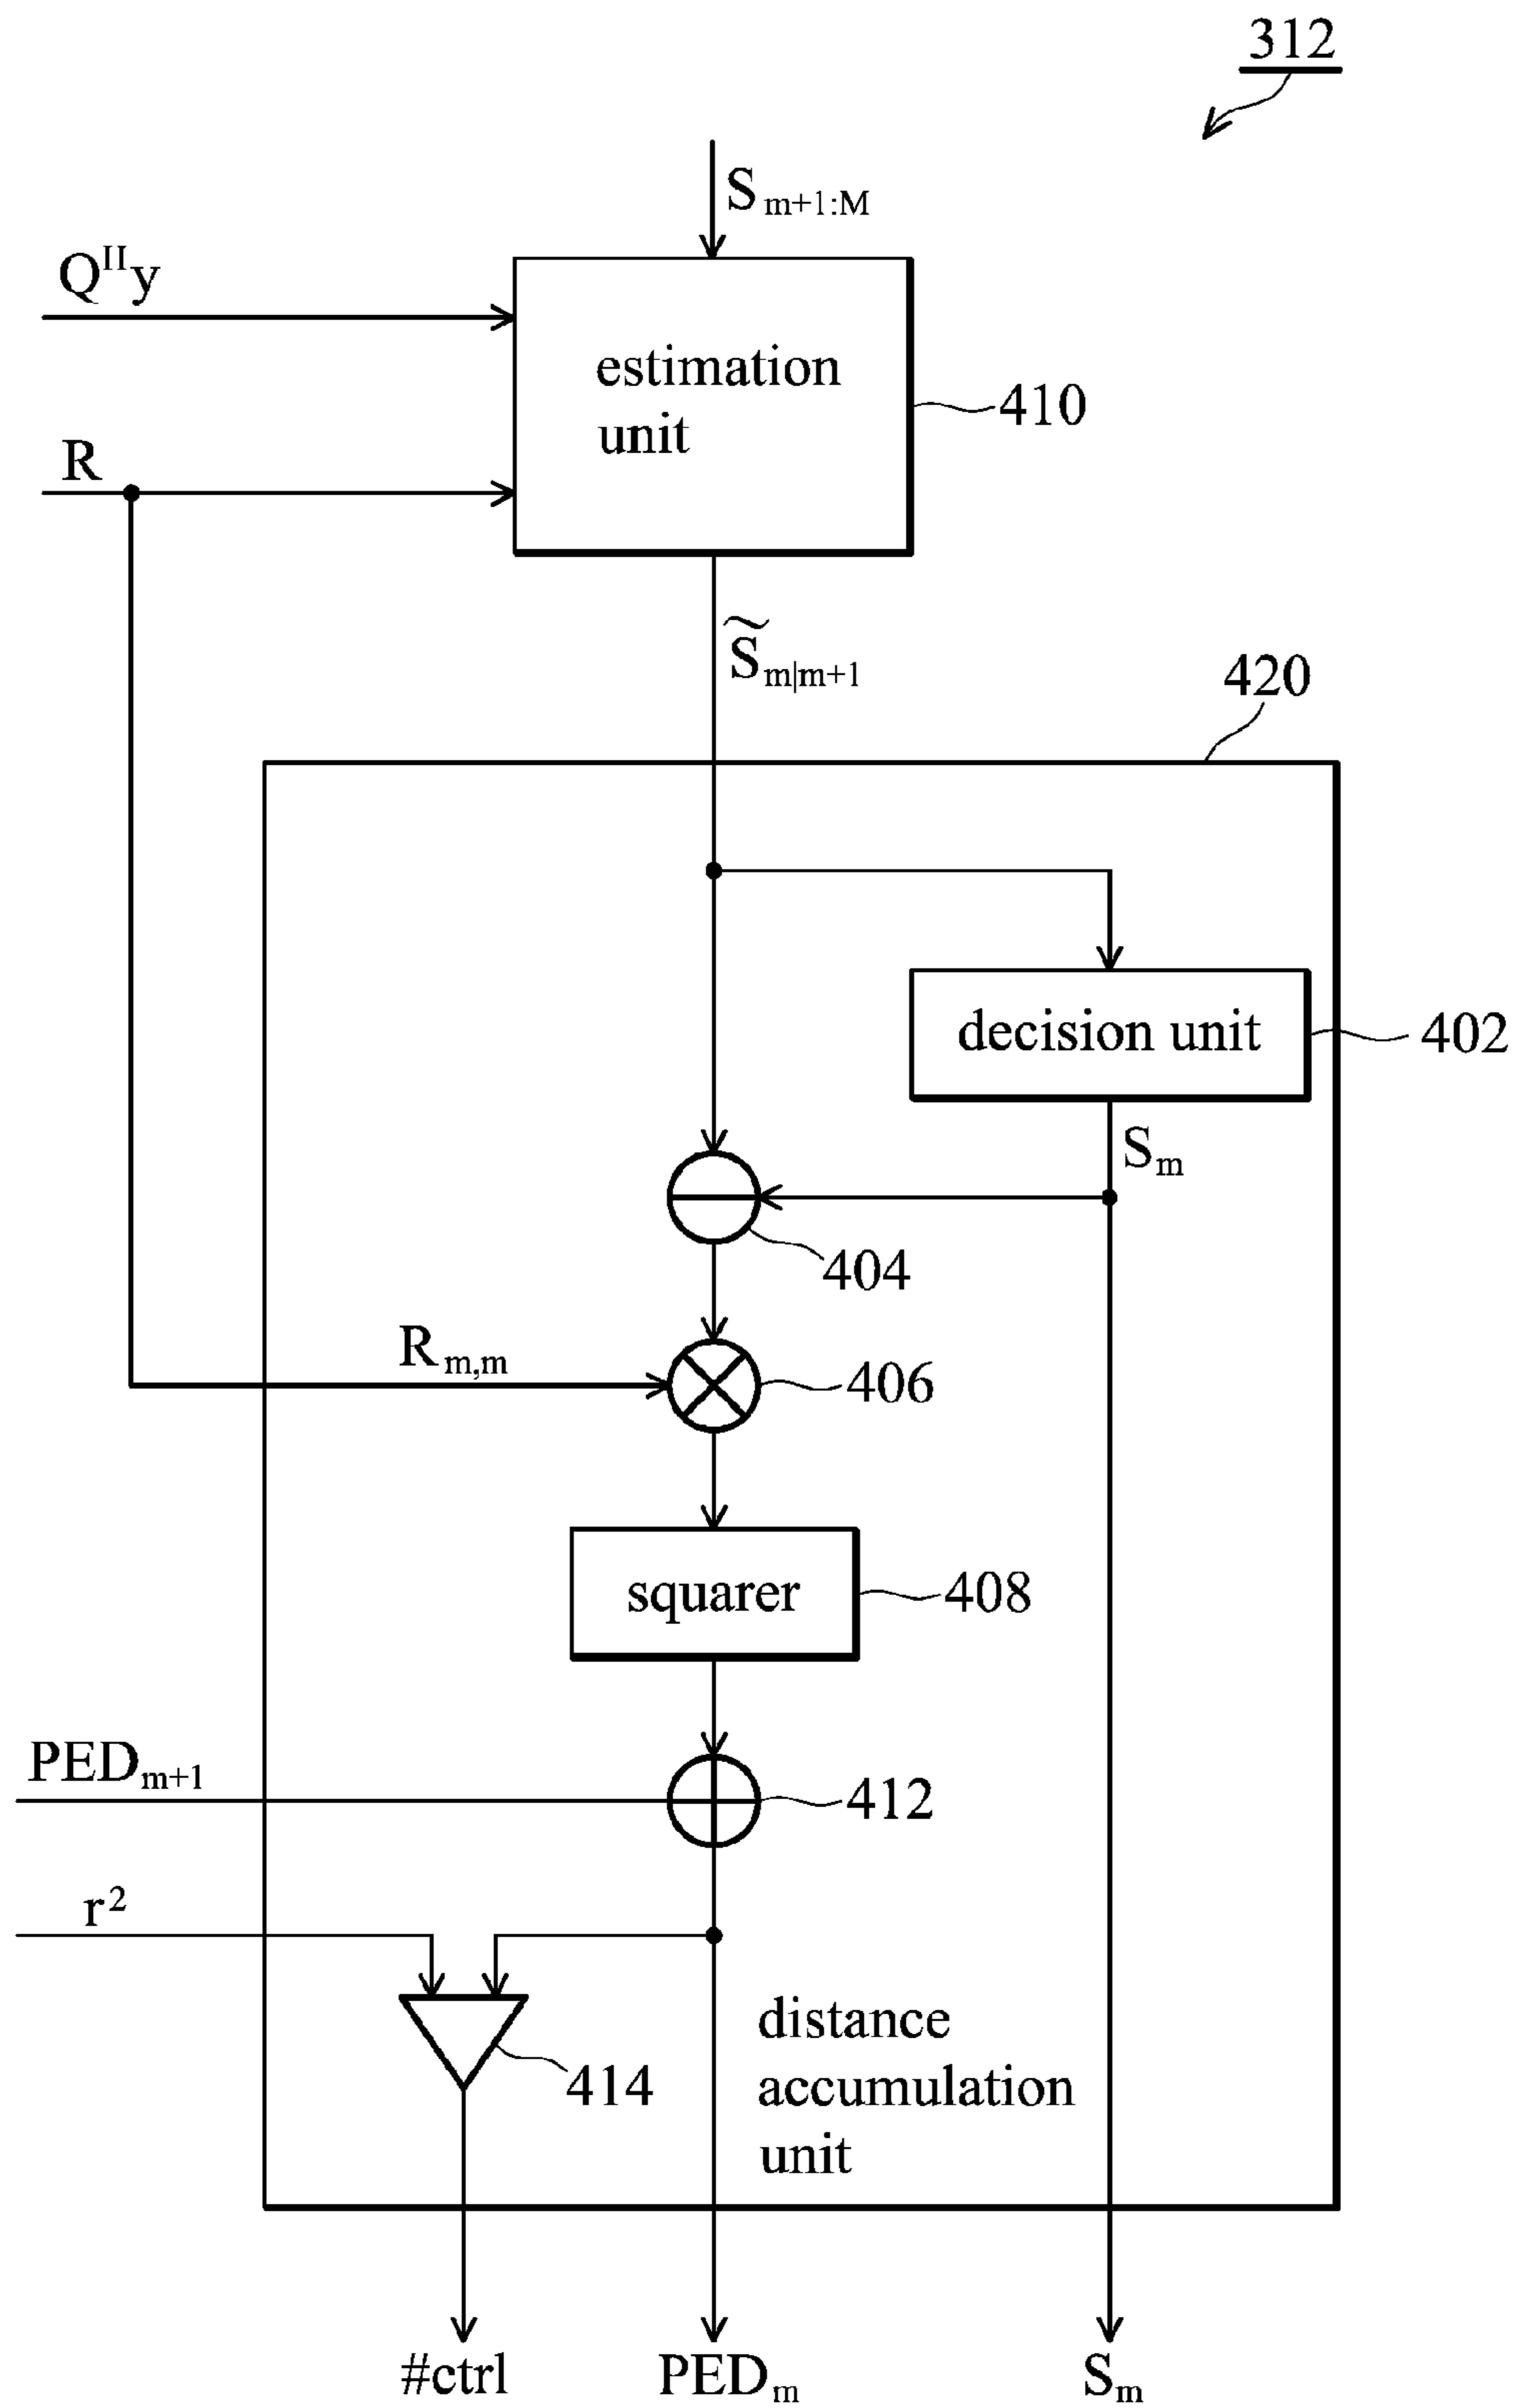 312
S m+1:M
Q^II y
estimation
unit
410
R
S̃ m|m+1
420
decision unit
402
S m
404
R m,m
406
squarer
408
PED m+1
412
r²
distance
accumulation
unit
414
#ctrl
PED m
S m